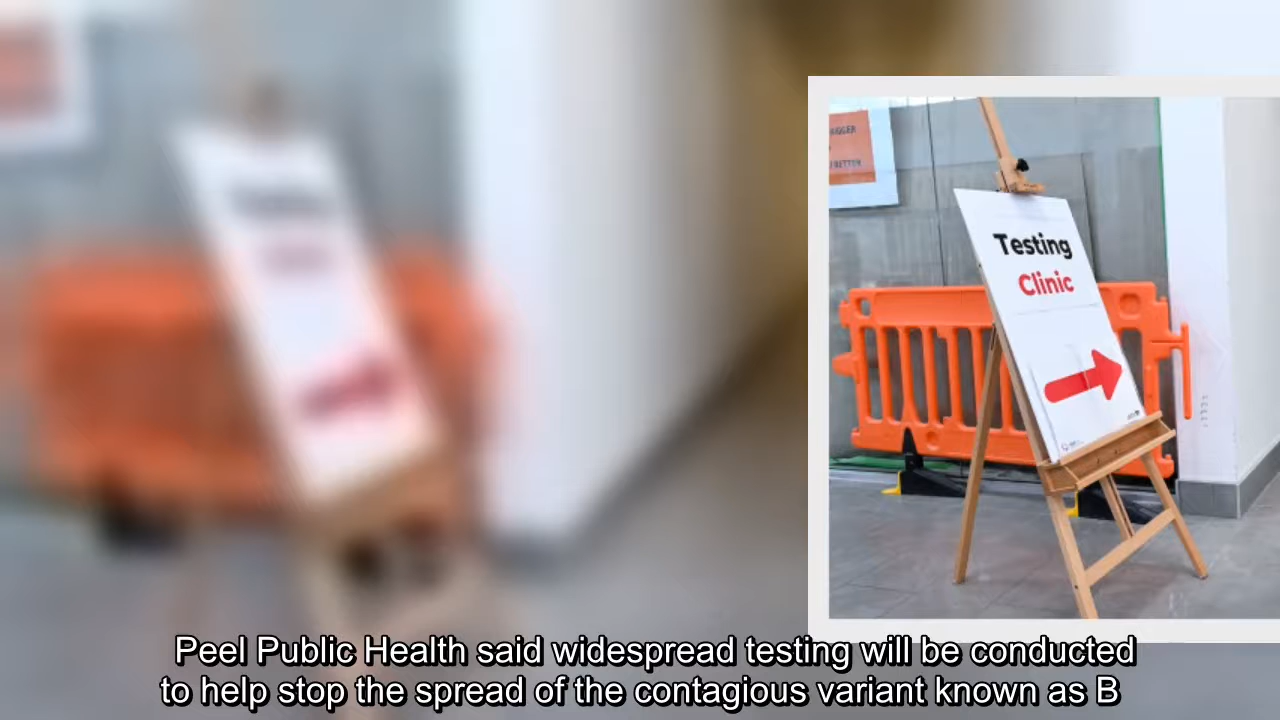 Testing
Clinic
Peel Public Health said widespread testing will be conducted
to help stop the spread of the contagious variant known as B